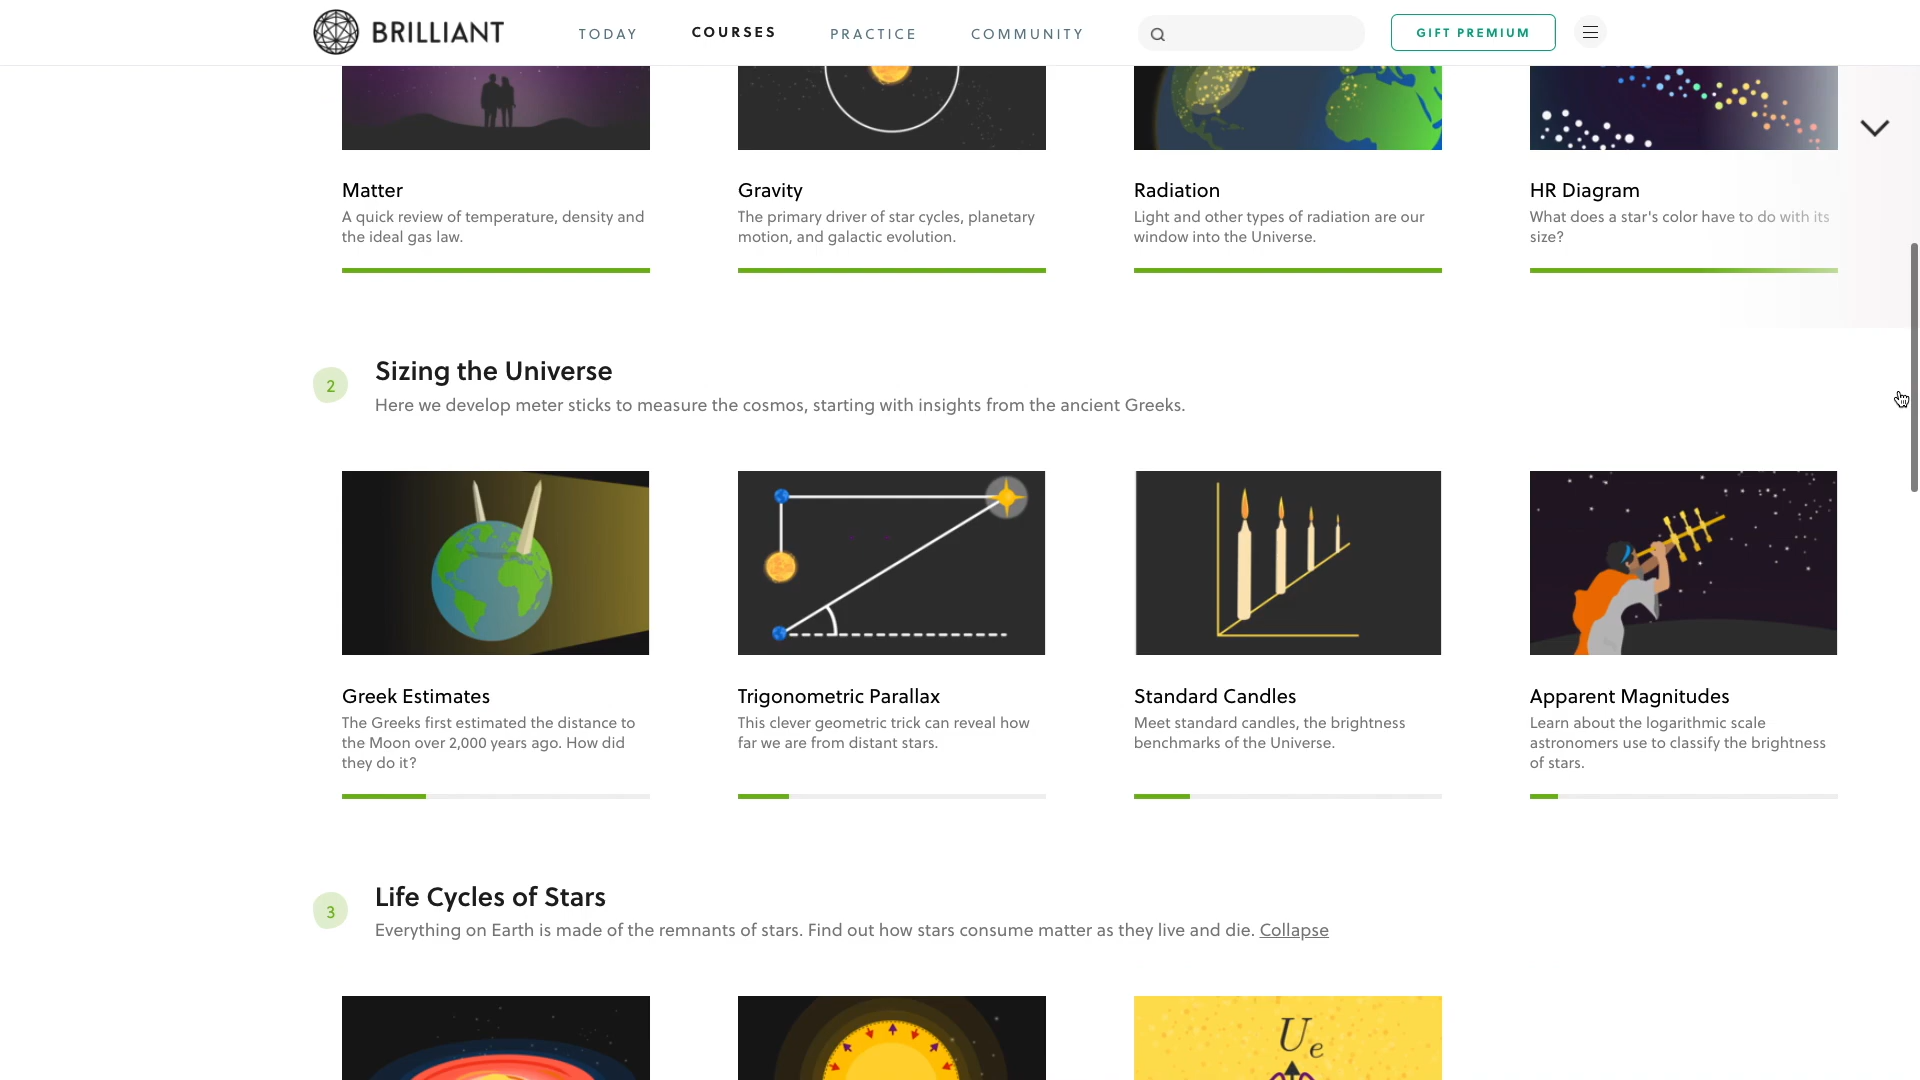 BRILLIANT
TODAY
COURSES
PRACTICE
COMMUNITY
GIFT PREMIUM
Matter
A quick review of temperature, density and
the ideal gas law.
Gravity
The primary driver of star cycles, planetary
motion, and galactic evolution.
Radiation
Light and other types of radiation are our
window into the Universe.
HR Diagram
What does a star's color have to do with its
size?
2
Sizing the Universe
Here we develop meter sticks to measure the cosmos, starting with insights from the ancient Greeks.
Greek Estimates
The Greeks first estimated the distance to
the Moon over 2,000 years ago. How did
they do it?
Trigonometric Parallax
This clever geometric trick can reveal how
far we are from distant stars.
Standard Candles
Meet standard candles, the brightness
benchmarks of the Universe.
Apparent Magnitudes
Learn about the logarithmic scale
astronomers use to classify the brightness
of stars.
3
Life Cycles of Stars
Everything on Earth is made of the remnants of stars. Find out how stars consume matter as they live and die. Collapse
Ue